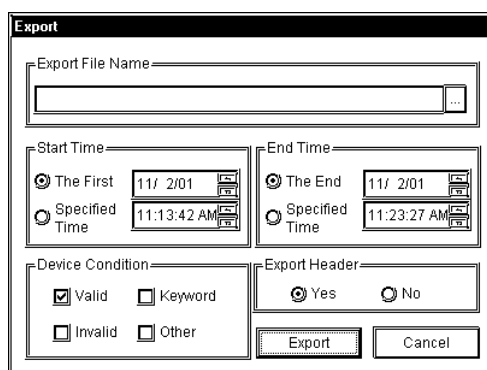 Export
Export File Name
...
Start Time
The First
11/ 2/01
Specified
Time
11:13:42 AM
End Time
The End
11/ 2/01
Specified
Time
11:23:27 AM
Device Condition
Valid
Keyword
Invalid
Other
Export Header
Yes
No
Export
Cancel